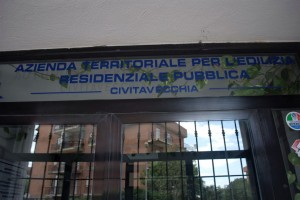 AZIENDA TERRITORIALE PER L'EDILIZIA
RESIDENZIALE PUBBLICA
CIVITAVECCHIA